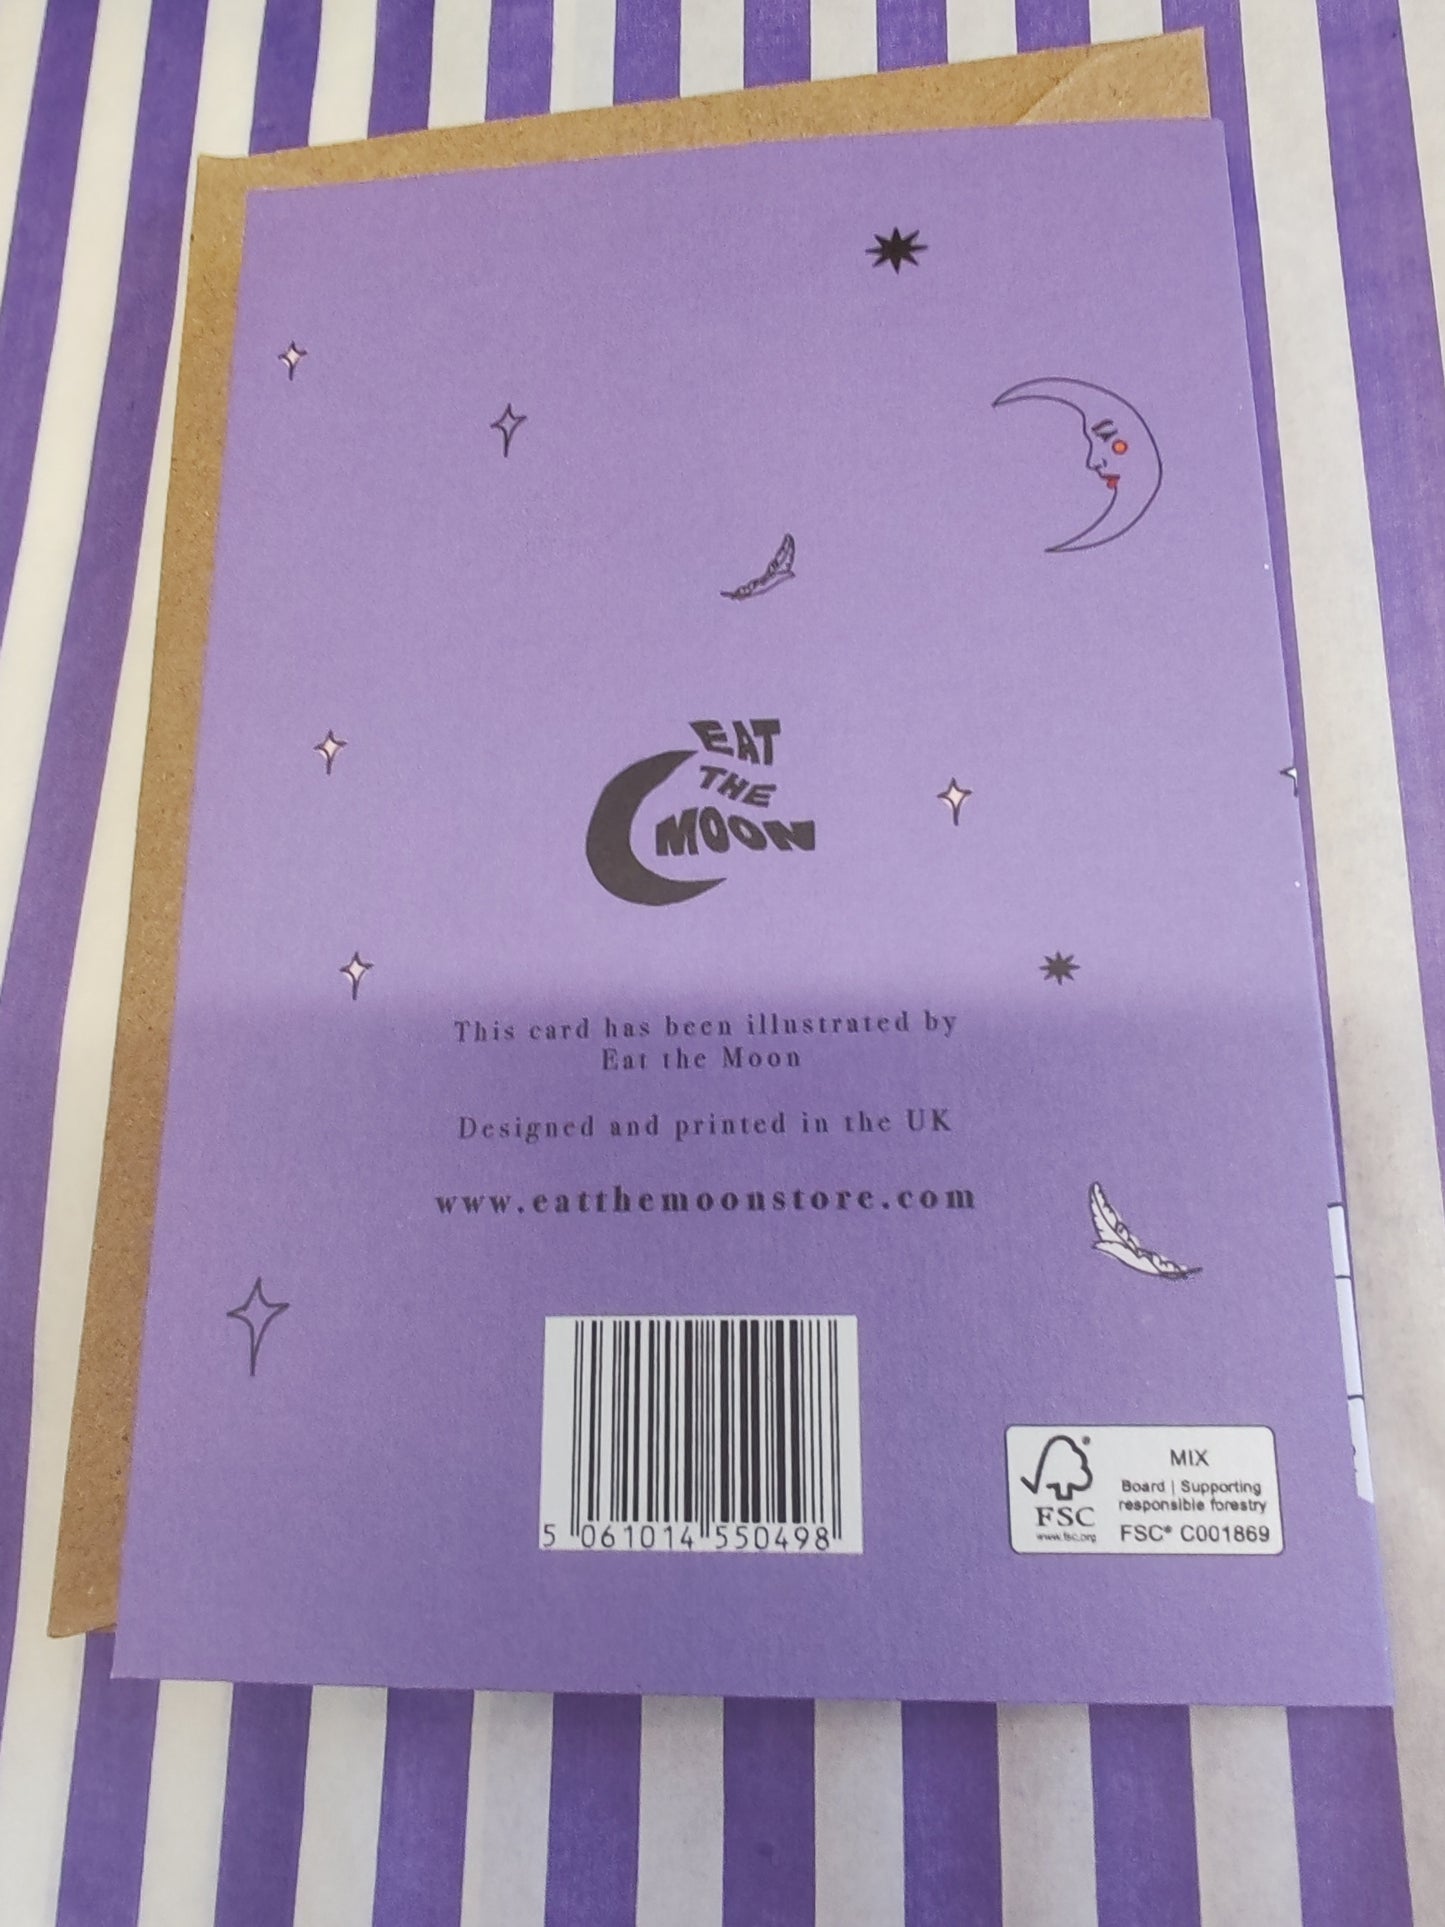 EAT
THE
MOON
This card has been illustrated by
Eat the Moon
Designed and printed in the UK
www.eatthemoonstore.com
5 061014 550498
FSC
www.fsc.org
MIX
Board | Supporting
responsible forestry
FSC® C001869